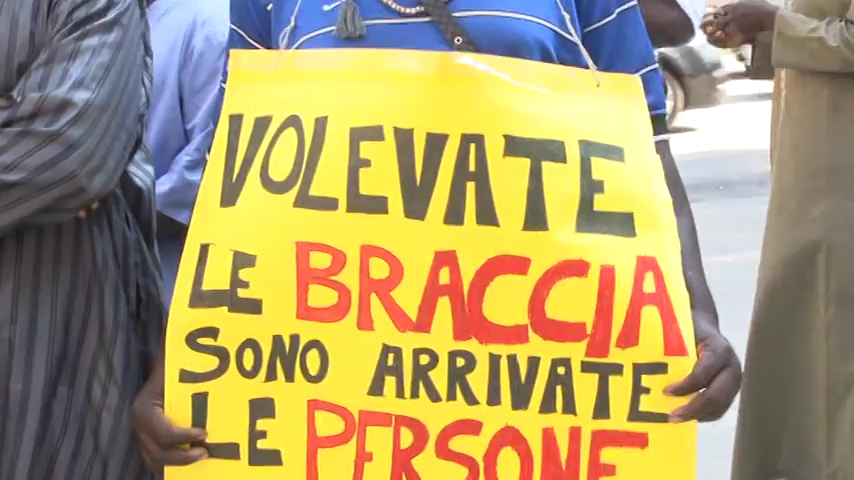 VOLEVATE
LE BRACCIA
SONO ARRIVATE
LE PERSONE